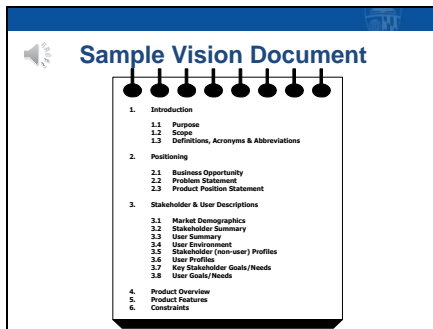 Sample Vision Document
1. Introduction
1.1 Purpose
1.2 Scope
1.3 Definitions, Acronyms & Abbreviations
2. Positioning
2.1 Business Opportunity
2.2 Problem Statement
2.3 Product Position Statement
3. Stakeholder & User Descriptions
3.1 Market Demographics
3.2 Stakeholder Summary
3.3 User Summary
3.4 User Environment
3.5 Stakeholder (non-user) Profiles
3.6 User Profiles
3.7 Key Stakeholder Goals/Needs
3.8 User Goals/Needs
4. Product Overview
5. Product Features
6. Constraints